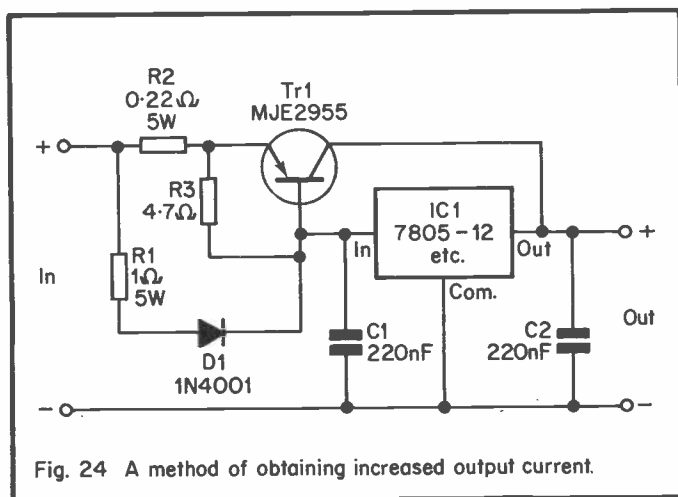 R2
0·22Ω
5W
Tr1
MJE2955
+
R3
4·7Ω
IC1
7805-12
etc.
In
Out
+
Com.
In
R1
1Ω
5W
D1
1N4001
C1
220nF
C2
220nF
Out
−
−
Fig. 24 A method of obtaining increased output current.